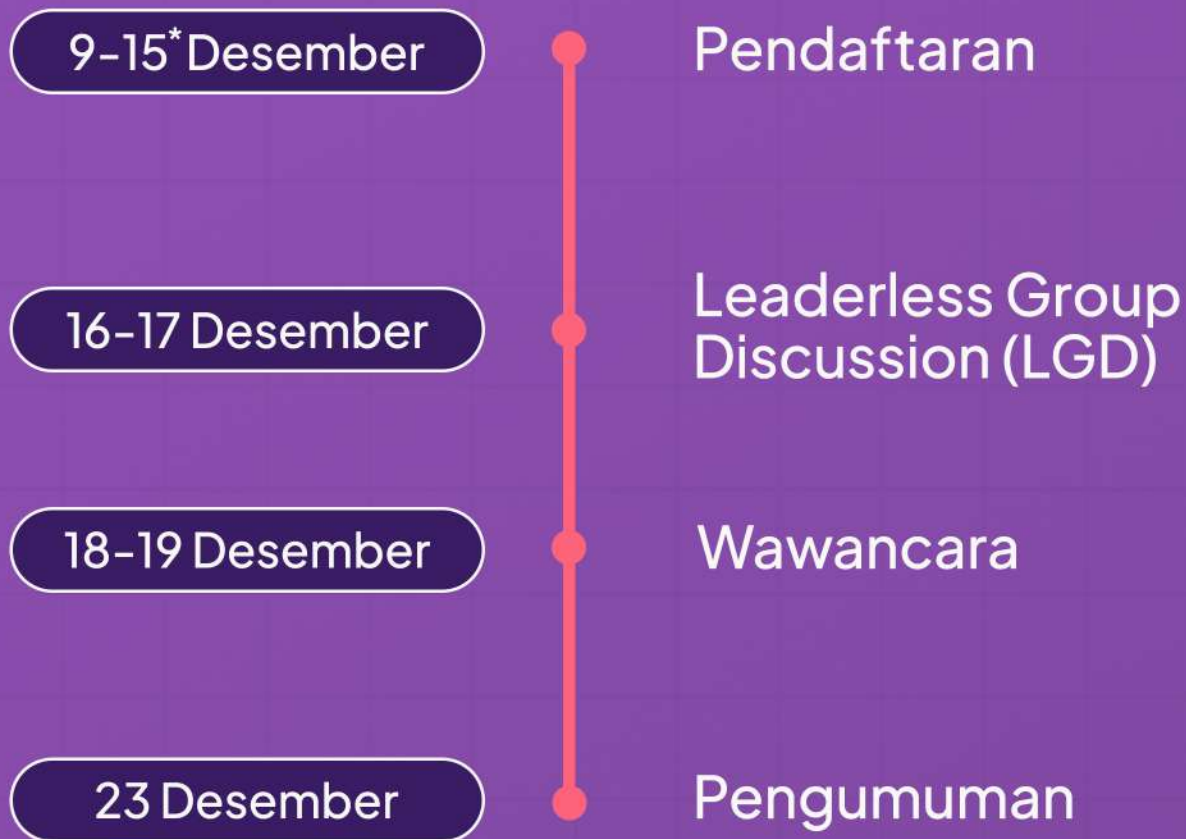 9-15* Desember
Pendaftaran
16-17 Desember
Leaderless Group
Discussion (LGD)
18-19 Desember
Wawancara
23 Desember
Pengumuman